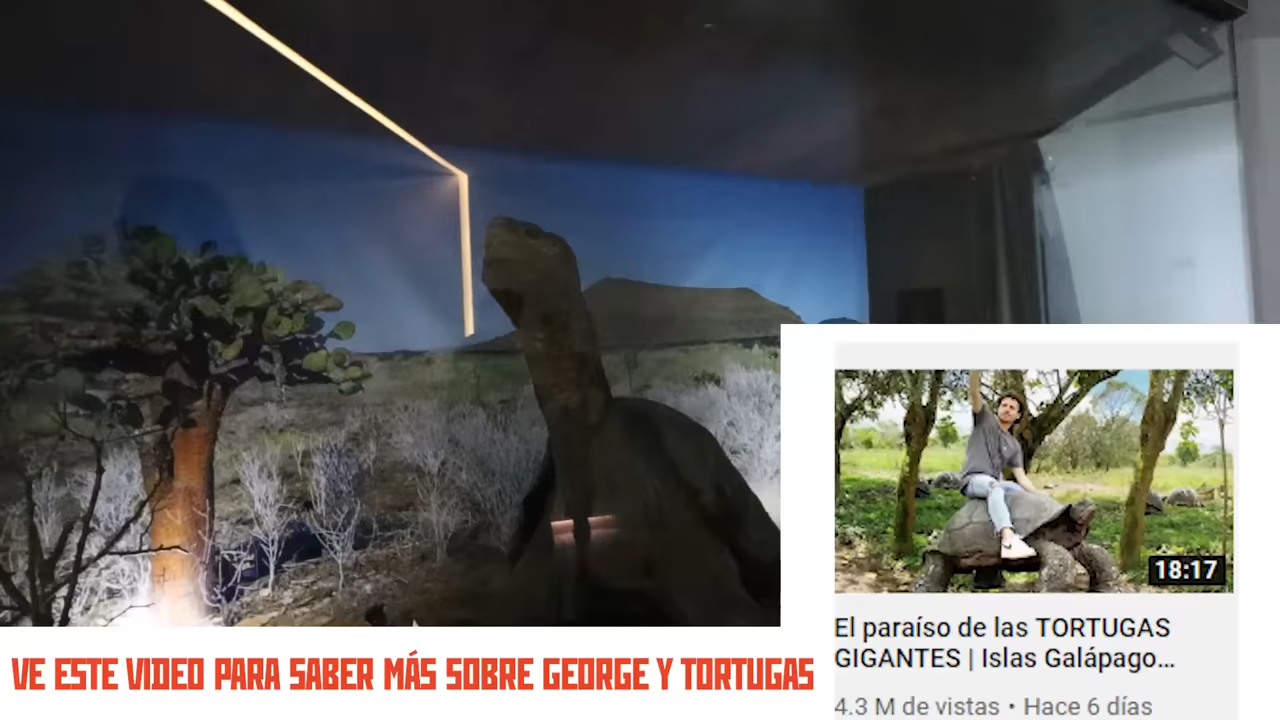 18:17
El paraíso de las TORTUGAS
GIGANTES | Islas Galápago...
4.3 M de vistas • Hace 6 días
VE ESTE VIDEO PARA SABER MÁS SOBRE GEORGE Y TORTUGAS